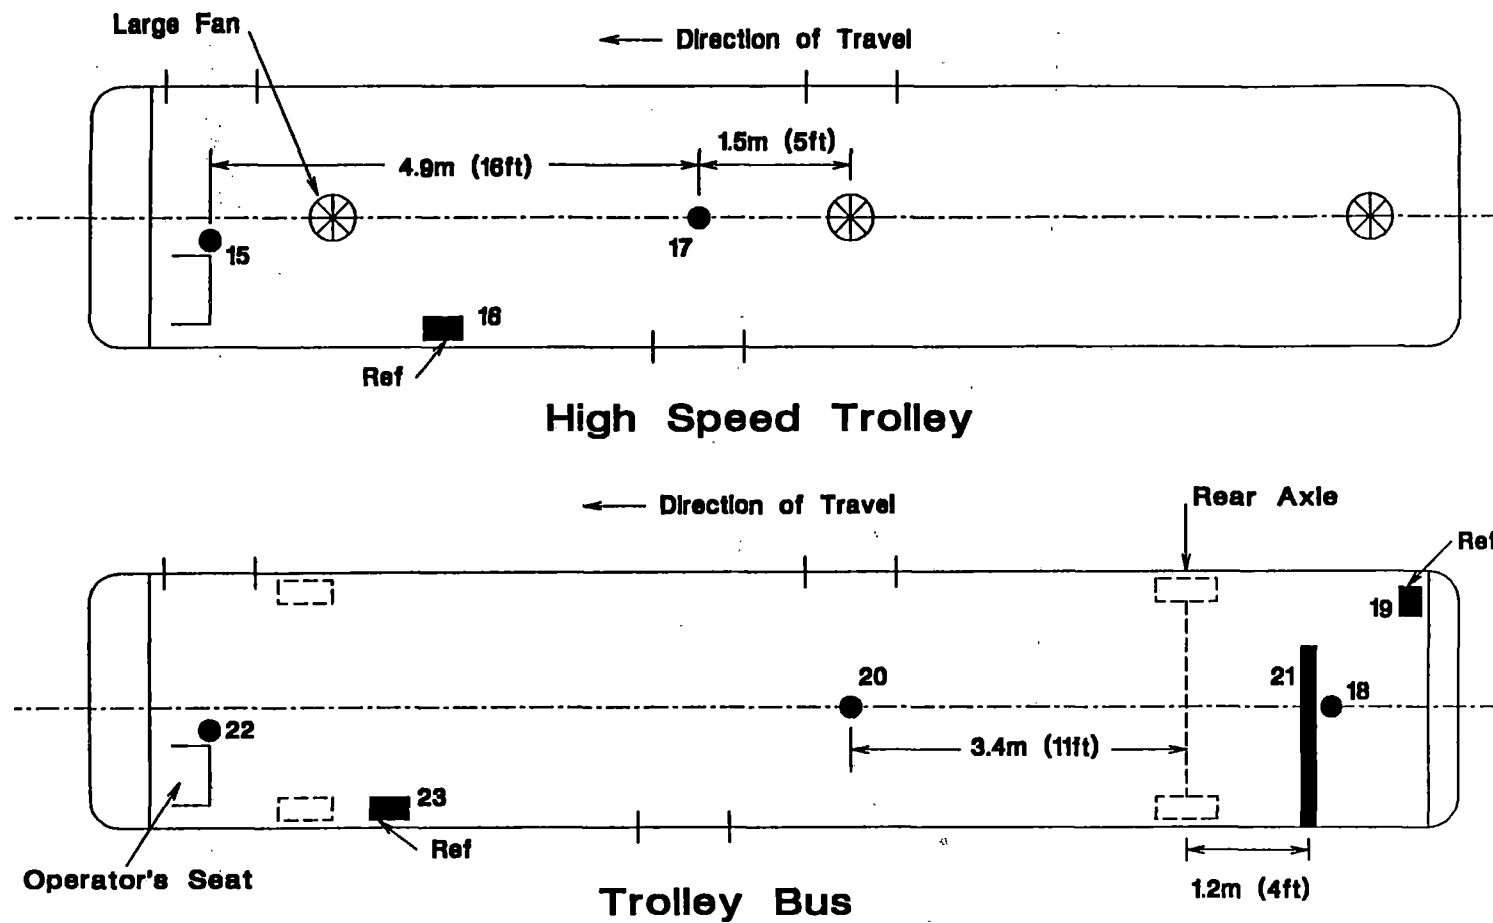 Large Fan
Direction of Travel
1.5m (5ft)
4.9m (16ft)
15
17
16
Ref
High Speed Trolley
Direction of Travel
Rear Axle
Ref
19
20
21
18
22
3.4m (11ft)
23
Ref
Operator's Seat
1.2m (4ft)
Trolley Bus